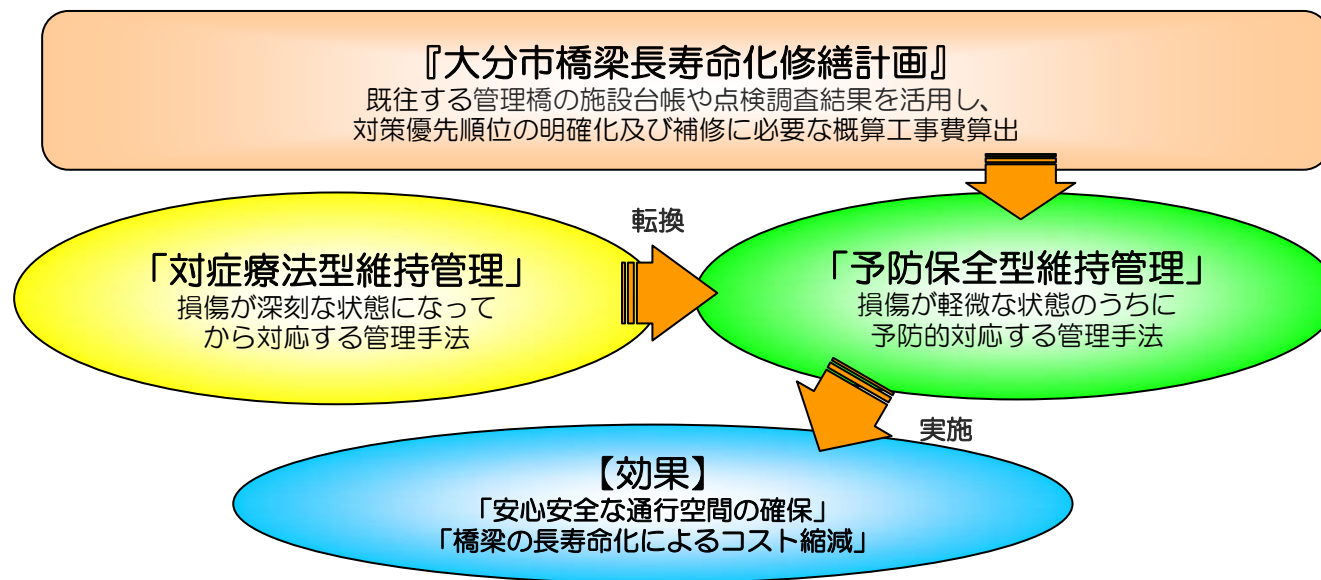 『大分市橋梁長寿命化修繕計画』
既往する管理橋の施設台帳や点検調査結果を活用し、
対策優先順位の明確化及び補修に必要な概算工事費算出
転換
「対症療法型維持管理」
損傷が深刻な状態になって
から対応する管理手法
「予防保全型維持管理」
損傷が軽微な状態のうちに
予防的対応する管理手法
実施
【効果】
「安心安全な通行空間の確保」
「橋梁の長寿命化によるコスト縮減」